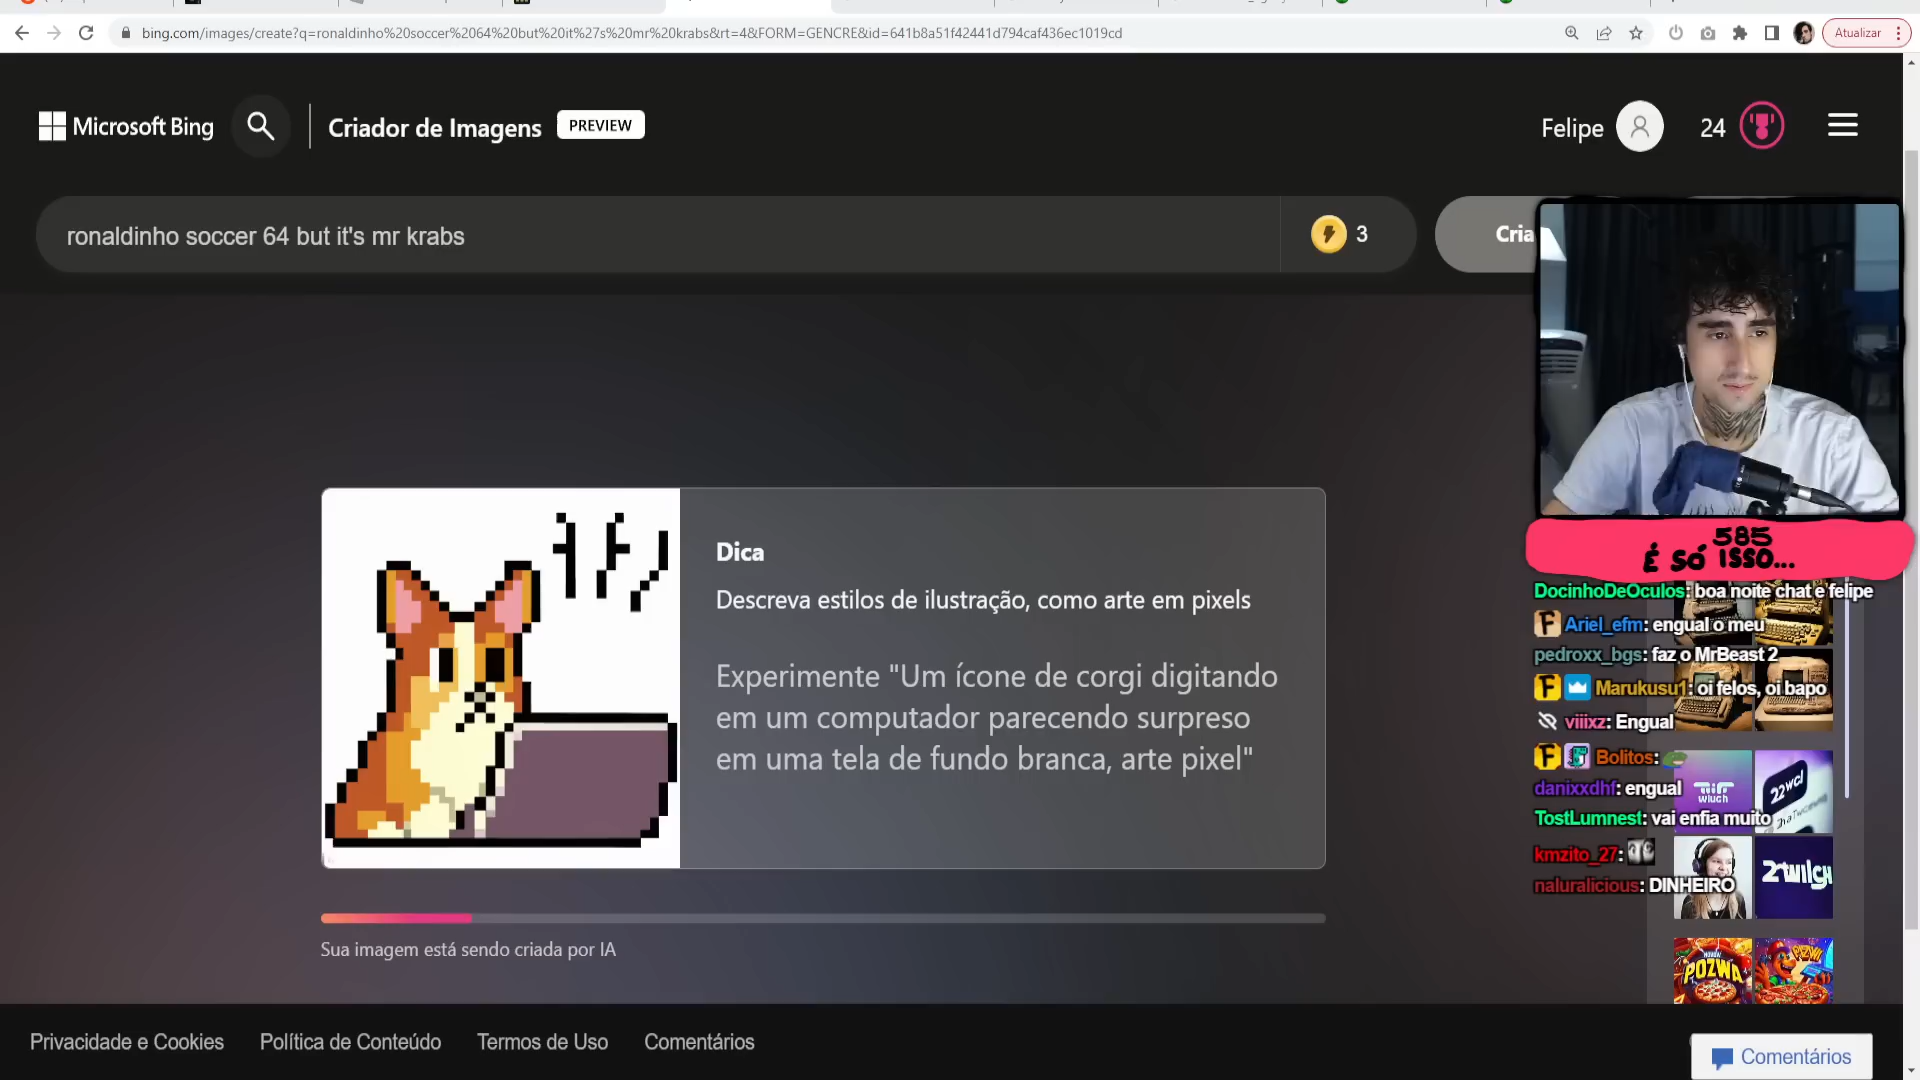 bing.com/images/create?q=ronaldinho%20soccer%2064%20but%20it%27s%20mr%20krabs&rt=4&FORM=GENCRE&id=641b8a51f42441d794caf436ec1019cd
Atualizar
Microsoft Bing
Criador de Imagens
PREVIEW
Felipe
24
ronaldinho soccer 64 but it's mr krabs
3
Cria
Dica
Descreva estilos de ilustração, como arte em pixels
Experimente "Um ícone de corgi digitando
em um computador parecendo surpreso
em uma tela de fundo branca, arte pixel"
Sua imagem está sendo criada por IA
585
É SÓ ISSO...
DocinhoDeOculos: boa noite chat e felipe
Ariel_efm: engual o meu
pedroxx_bgs: faz o MrBeast 2
Marukusu1: oi felos, oi bapo
viiixz: Engual
Bolitos:
danixxdhf: engual
TostLumnest: vai enfia muito
kmzito_27:
naluralicious: DINHEIRO
wluch
22wcl
2twilgh
POZWA
Privacidade e Cookies
Política de Conteúdo
Termos de Uso
Comentários
Comentários